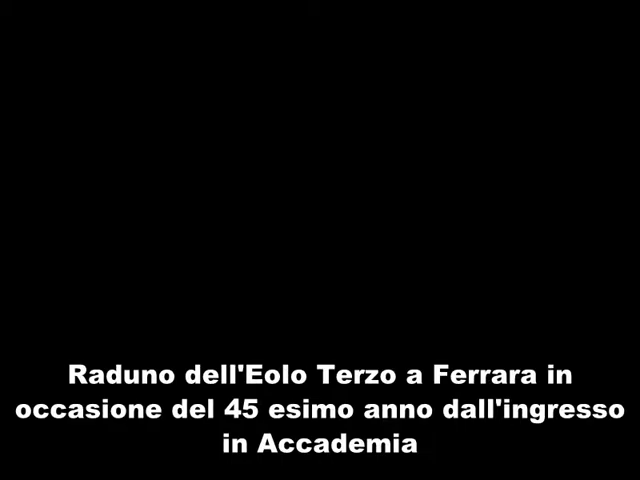 Raduno dell'Eolo Terzo a Ferrara in
occasione del 45 esimo anno dall'ingresso
in Accademia